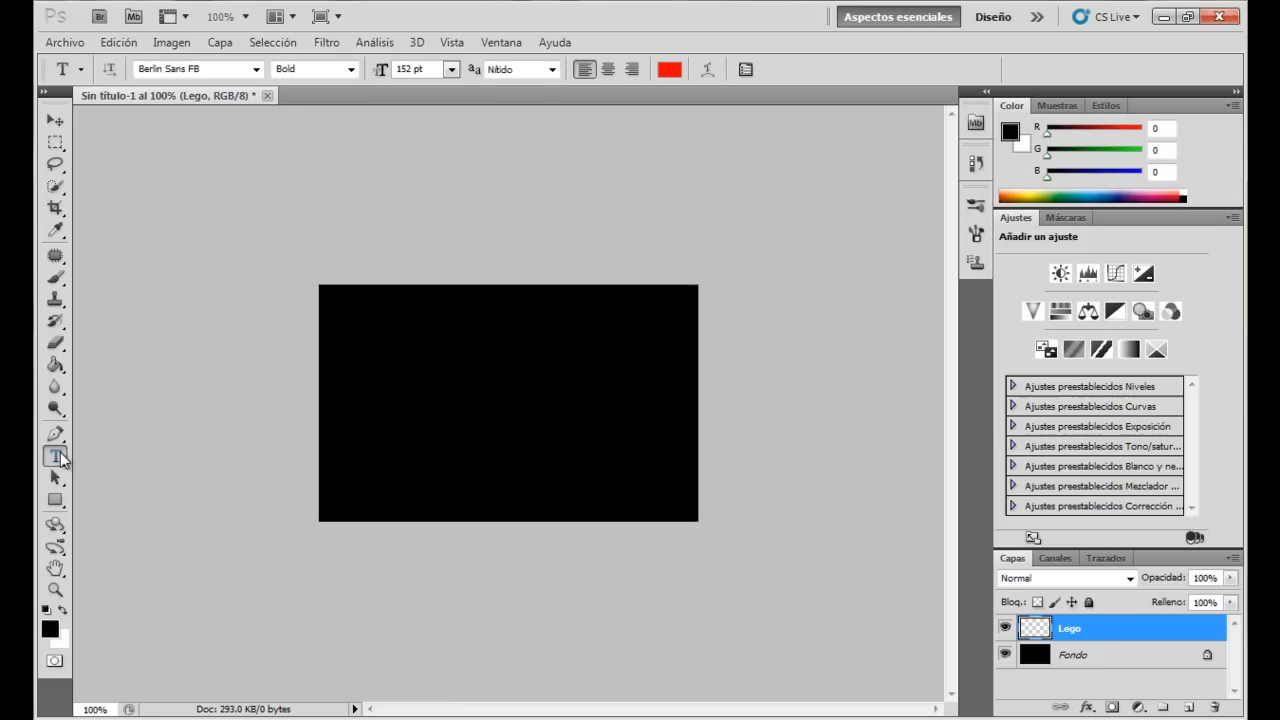 Ps Br Mb 100% Aspectos esenciales Diseño CS Live
Archivo Edición Imagen Capa Selección Filtro Análisis 3D Vista Ventana Ayuda
T Berlin Sans FB Bold 152 pt Nítido
Sin título-1 al 100% (Lego, RGB/8) *
Color Muestras Estilos
Mb
R 0
G 0
B 0
Ajustes Máscaras
Añadir un ajuste
Ajustes preestablecidos Niveles
Ajustes preestablecidos Curvas
Ajustes preestablecidos Exposición
Ajustes preestablecidos Tono/satur...
Ajustes preestablecidos Blanco y ne...
Ajustes preestablecidos Mezclador ...
Ajustes preestablecidos Corrección ...
T
Capas Canales Trazados
Normal Opacidad: 100%
Bloq.: Relleno: 100%
Lego
Fondo
100% Doc: 293.0 KB/0 bytes
fx